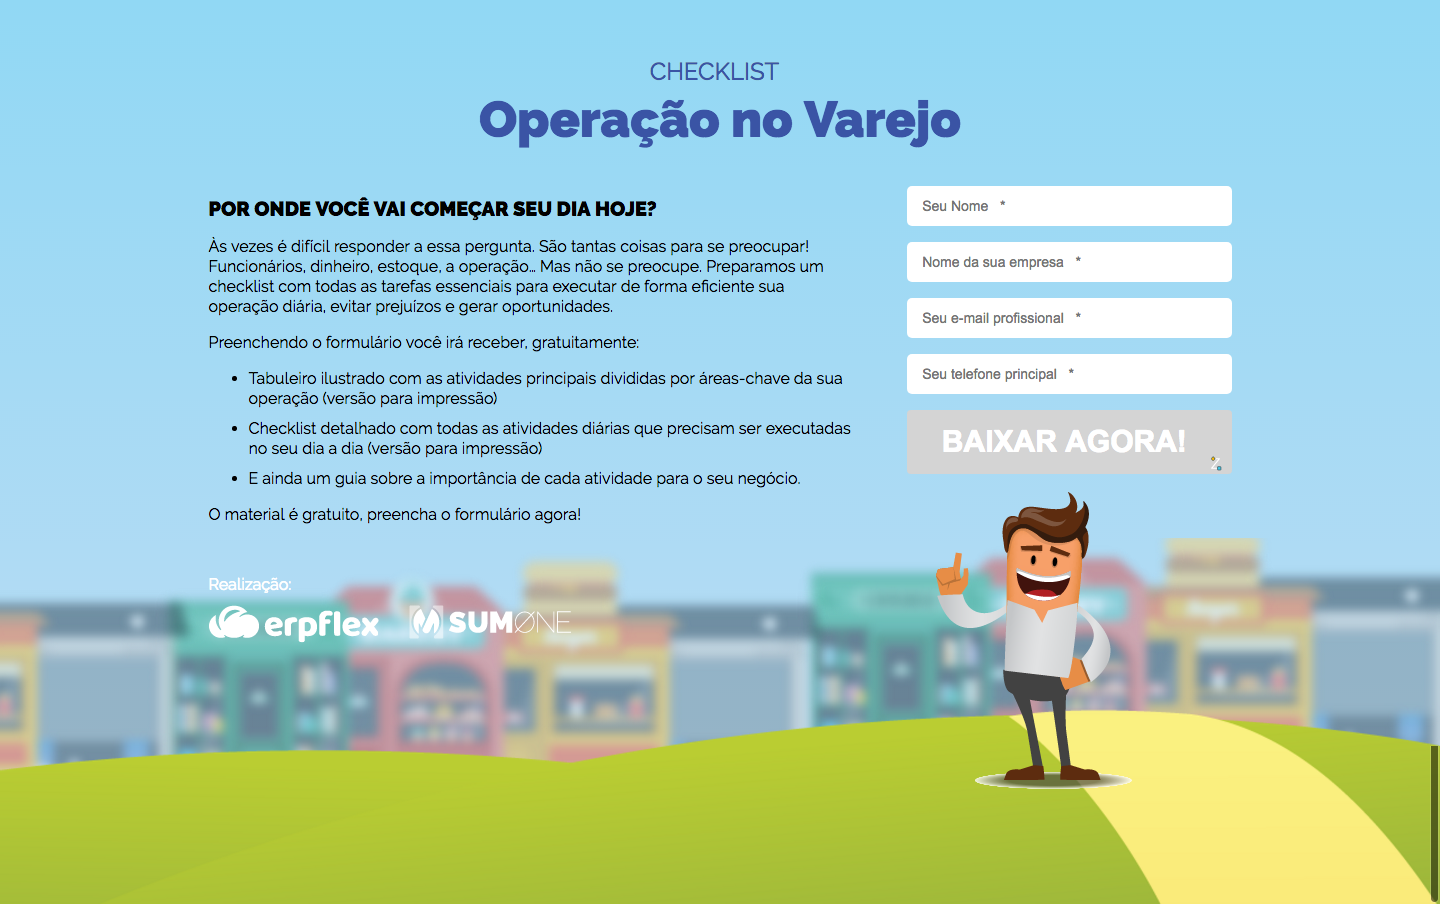 CHECKLIST
Operação no Varejo
POR ONDE VOCÊ VAI COMEÇAR SEU DIA HOJE?
Às vezes é difícil responder a essa pergunta. São tantas coisas para se preocupar!
Funcionários, dinheiro, estoque, a operação... Mas não se preocupe. Preparamos um
checklist com todas as tarefas essenciais para executar de forma eficiente sua
operação diária, evitar prejuízos e gerar oportunidades.
Preenchendo o formulário você irá receber, gratuitamente:
• Tabuleiro ilustrado com as atividades principais divididas por áreas-chave da sua
operação (versão para impressão)
• Checklist detalhado com todas as atividades diárias que precisam ser executadas
no seu dia a dia (versão para impressão)
• E ainda um guia sobre a importância de cada atividade para o seu negócio.
O material é gratuito, preencha o formulário agora!
Realização:
erpflex SUMØNE
Seu Nome *
Nome da sua empresa *
Seu e-mail profissional *
Seu telefone principal *
BAIXAR AGORA!